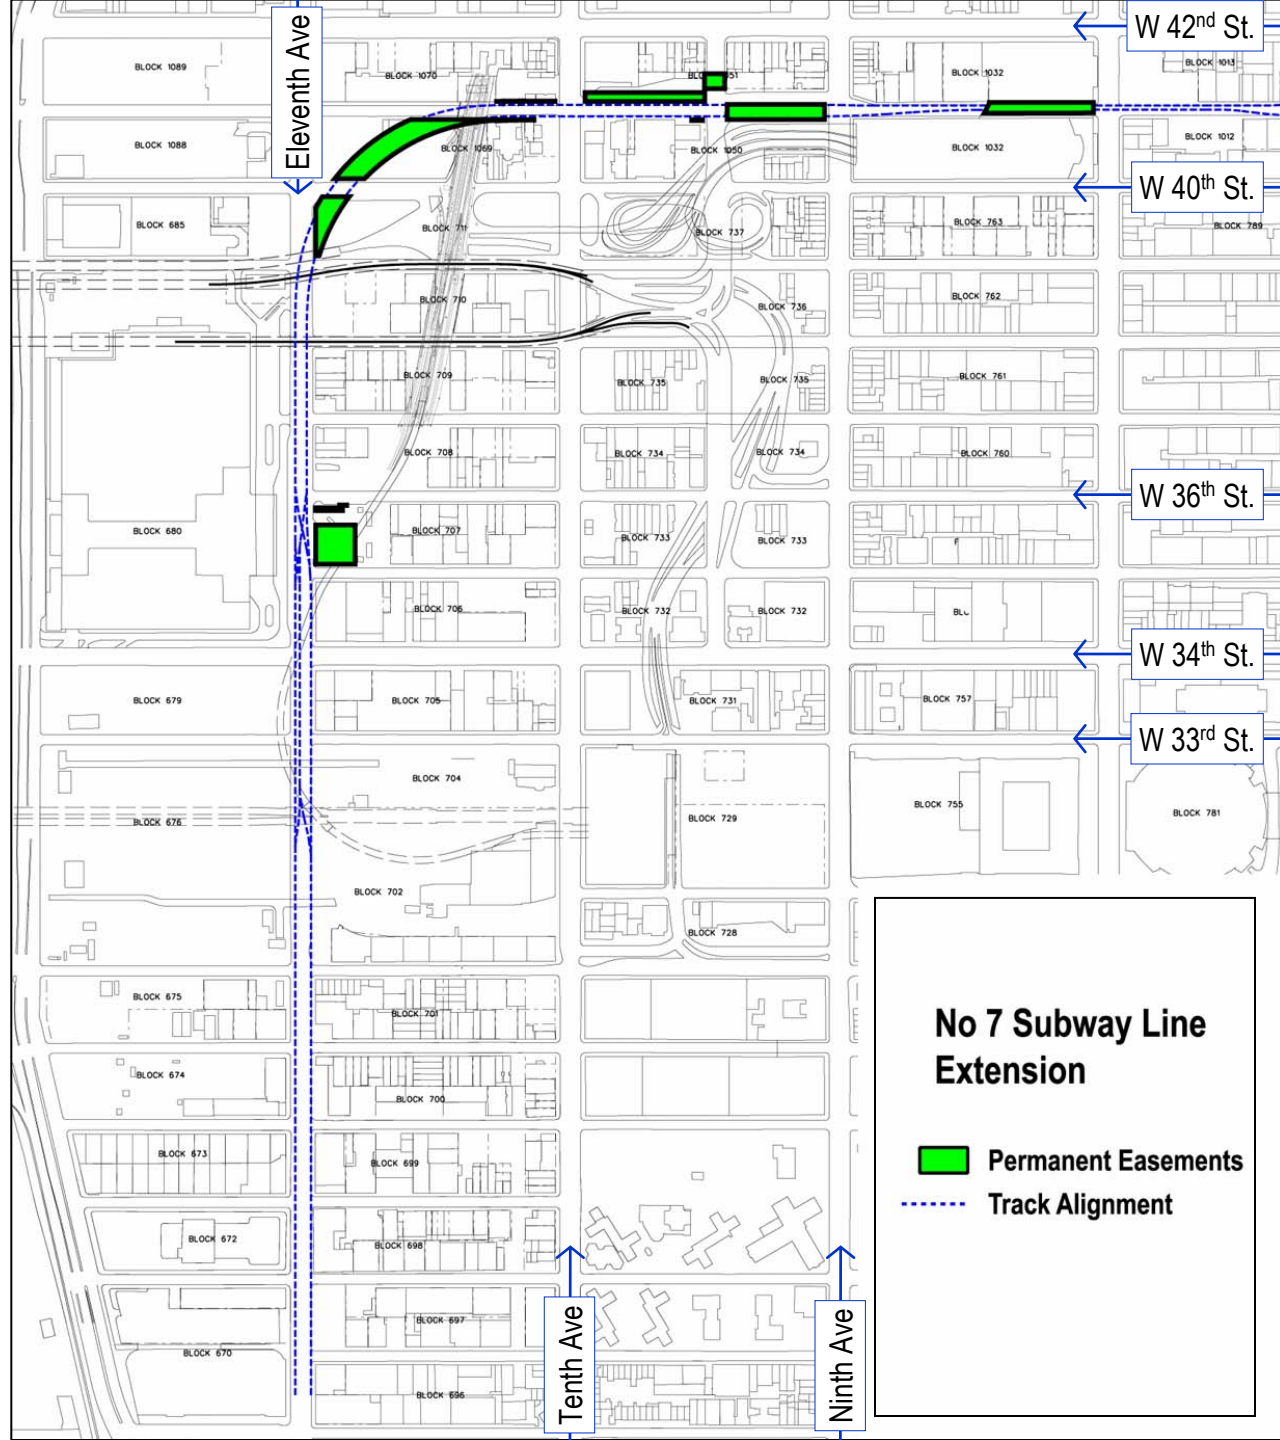 W 42nd St.
Eleventh Ave
BLOCK 1089
BLOCK 1070
BLOCK 1032
BLOCK 1013
BLOCK 1088
BLOCK 1069
BLOCK 1050
BLOCK 1032
BLOCK 1012
W 40th St.
BLOCK 685
BLOCK 711
BLOCK 737
BLOCK 763
BLOCK 789
BLOCK 710
BLOCK 736
BLOCK 762
BLOCK 709
BLOCK 735
BLOCK 735
BLOCK 761
BLOCK 708
BLOCK 734
BLOCK 734
BLOCK 760
W 36th St.
BLOCK 680
BLOCK 707
BLOCK 733
BLOCK 733
BLOCK 706
BLOCK 732
BLOCK 732
W 34th St.
BLOCK 679
BLOCK 705
BLOCK 731
BLOCK 757
W 33rd St.
BLOCK 704
BLOCK 676
BLOCK 729
BLOCK 755
BLOCK 781
BLOCK 702
BLOCK 728
BLOCK 675
BLOCK 701
BLOCK 674
BLOCK 700
BLOCK 673
BLOCK 699
BLOCK 672
BLOCK 698
BLOCK 697
BLOCK 670
BLOCK 696
Tenth Ave
Ninth Ave
No 7 Subway Line
Extension
Permanent Easements
Track Alignment